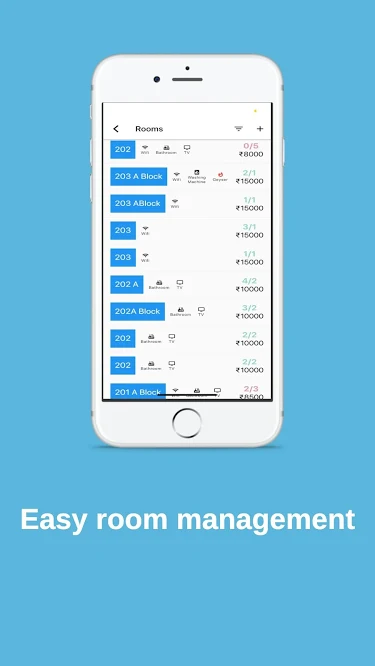 Rooms
202 Wifi Bathroom TV 0/5
₹8000
203 A Block Wifi Washing Machine Geyser 2/1
₹15000
203 ABlock Wifi 1/1
₹15000
203 Wifi 3/1
₹15000
203 Wifi 1/1
₹15000
202 A Bathroom TV 4/2
₹10000
202A Block Bathroom TV 3/2
₹10000
202 Bathroom TV 2/2
₹10000
202 Bathroom TV 2/2
₹10000
201 A Block Wifi Bathroom TV 2/3
₹8500
Easy room management